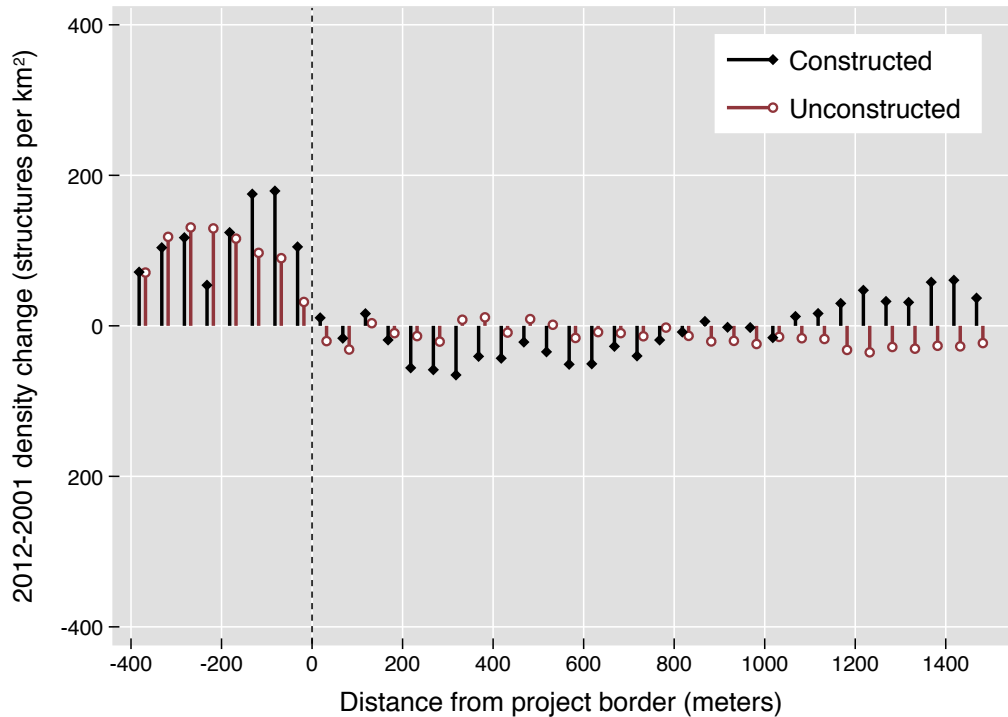 400
200
0
200
-400
2012-2001 density change (structures per km²)
Constructed
Unconstructed
-400 -200 0 200 400 600 800 1000 1200 1400
Distance from project border (meters)